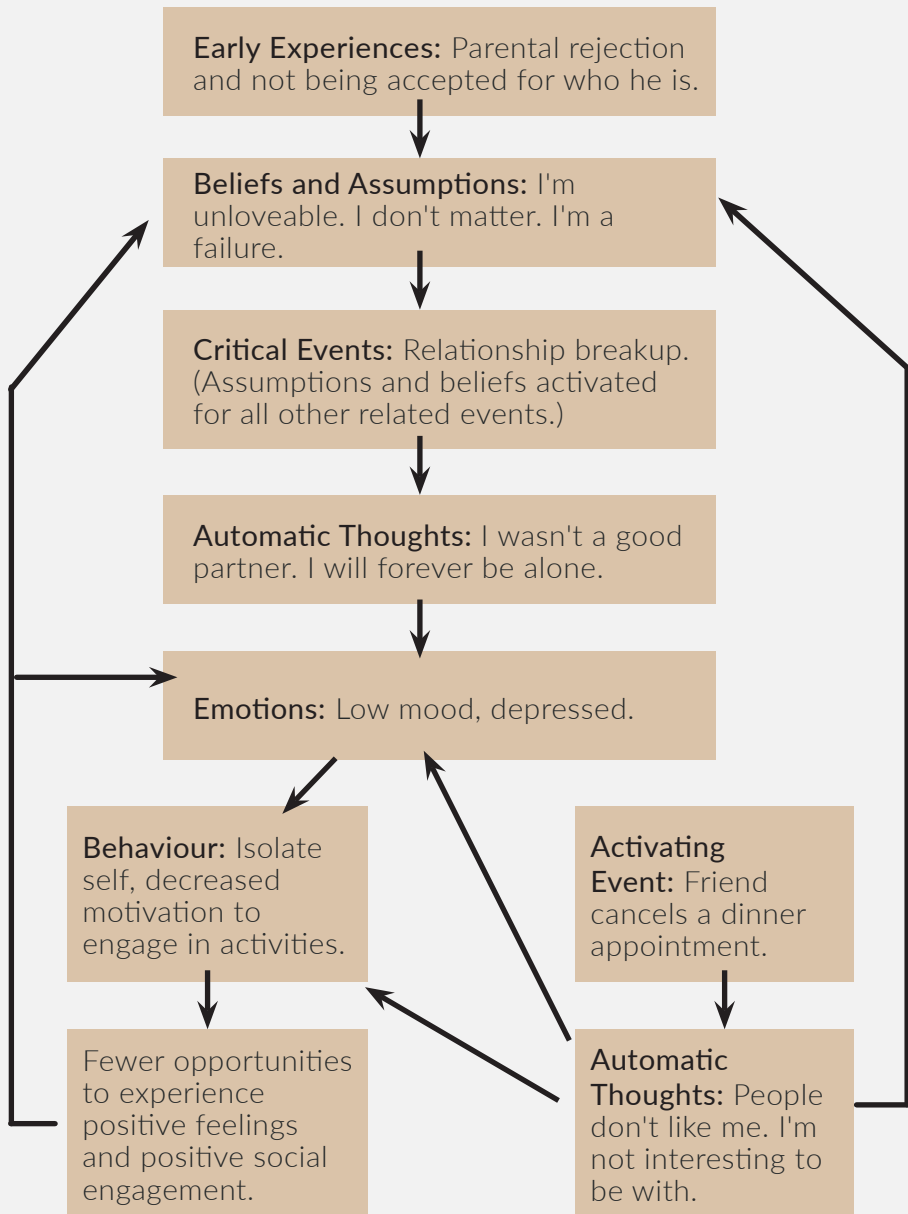 Early Experiences: Parental rejection
and not being accepted for who he is.
Beliefs and Assumptions: I'm
unloveable. I don't matter. I'm a
failure.
Critical Events: Relationship breakup.
(Assumptions and beliefs activated
for all other related events.)
Automatic Thoughts: I wasn't a good
partner. I will forever be alone.
Emotions: Low mood, depressed.
Behaviour: Isolate
self, decreased
motivation to
engage in activities.
Fewer opportunities
to experience
positive feelings
and positive social
engagement.
Activating
Event: Friend
cancels a dinner
appointment.
Automatic
Thoughts: People
don't like me. I'm
not interesting to
be with.